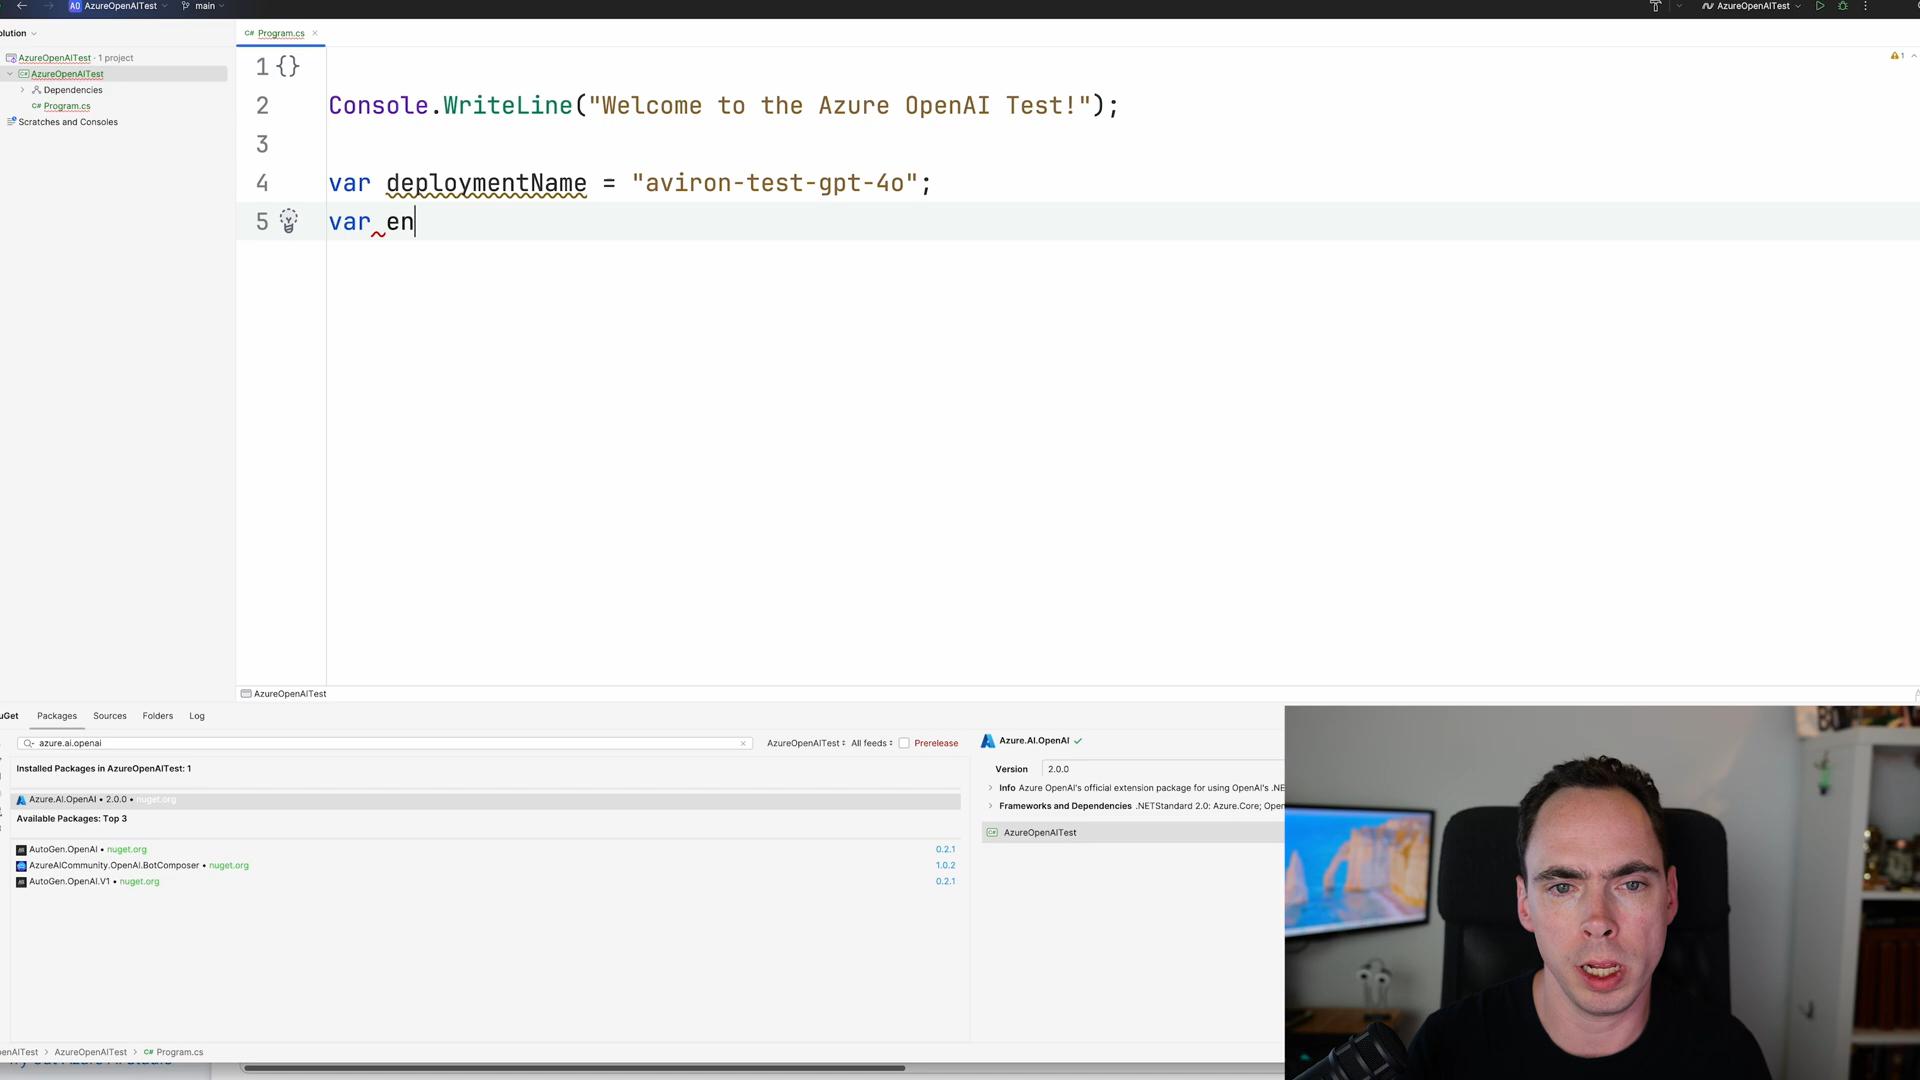 AO AzureOpenAITest main AzureOpenAITest
olution
C# Program.cs
AzureOpenAITest · 1 project
C# AzureOpenAITest
Dependencies
C# Program.cs
Scratches and Consoles
1
1 {}
2 Console.WriteLine("Welcome to the Azure OpenAI Test!");
3
4 var deploymentName = "aviron-test-gpt-4o";
5 var en
AzureOpenAITest
uGet Packages Sources Folders Log
azure.ai.openai AzureOpenAITest All feeds Prerelease
Installed Packages in AzureOpenAITest: 1
Azure.AI.OpenAI • 2.0.0 • nuget.org
Available Packages: Top 3
AutoGen.OpenAI • nuget.org 0.2.1
AzureAICommunity.OpenAI.BotComposer • nuget.org 1.0.2
AutoGen.OpenAI.V1 • nuget.org 0.2.1
Azure.AI.OpenAI
Version 2.0.0
Info Azure OpenAI's official extension package for using OpenAI's .NE
Frameworks and Dependencies .NETStandard 2.0: Azure.Core; Open
C# AzureOpenAITest
enAITest > AzureOpenAITest > C# Program.cs